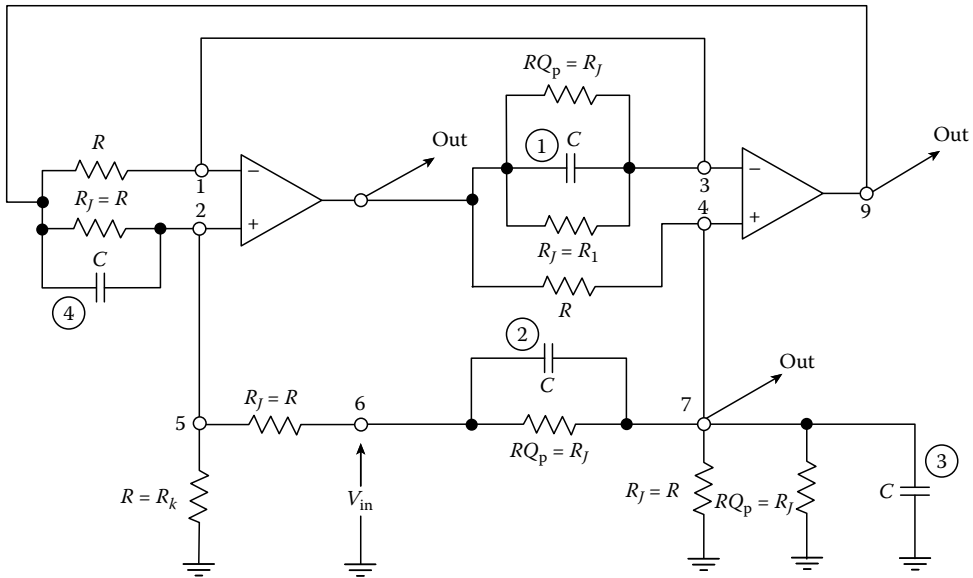 RQp = RJ
Out
1 C
Out
R
1
−
3
−
RJ = R
2
+
4
+
9
C
RJ = R1
4
R
2
C
Out
RJ = R
7
5
6
RQp = RJ
3
R = Rk
Vin
RJ = R
RQp = RJ
C